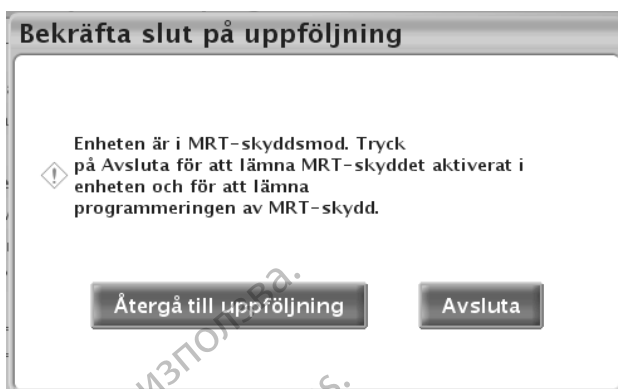 Bekräfta slut på uppföljning
Enheten är i MRT-skyddsmod. Tryck
på Avsluta för att lämna MRT-skyddet aktiverat i
enheten och för att lämna
programmeringen av MRT-skydd.
Återgå till uppföljning
Avsluta